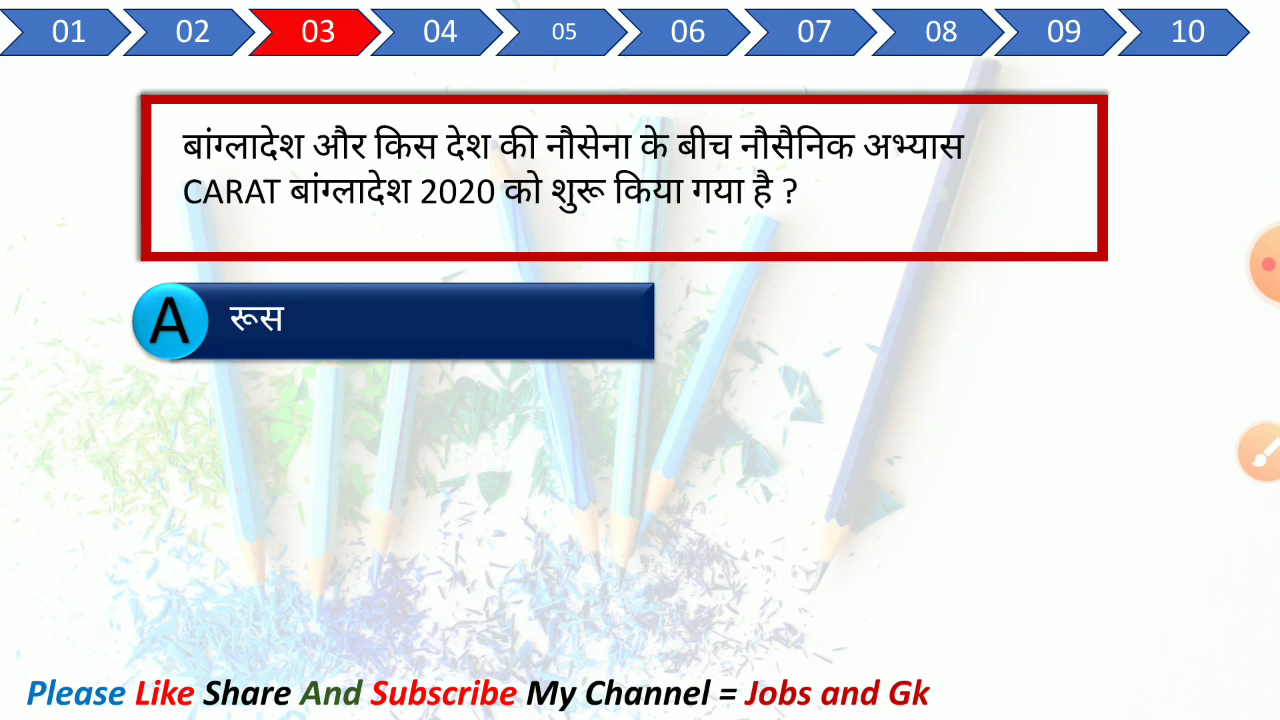 01 02 03 04 05 06 07 08 09 10
बांग्लादेश और किस देश की नौसेना के बीच नौसैनिक अभ्यास
CARAT बांग्लादेश 2020 को शुरू किया गया है ?
A रूस
Please Like Share And Subscribe My Channel = Jobs and Gk